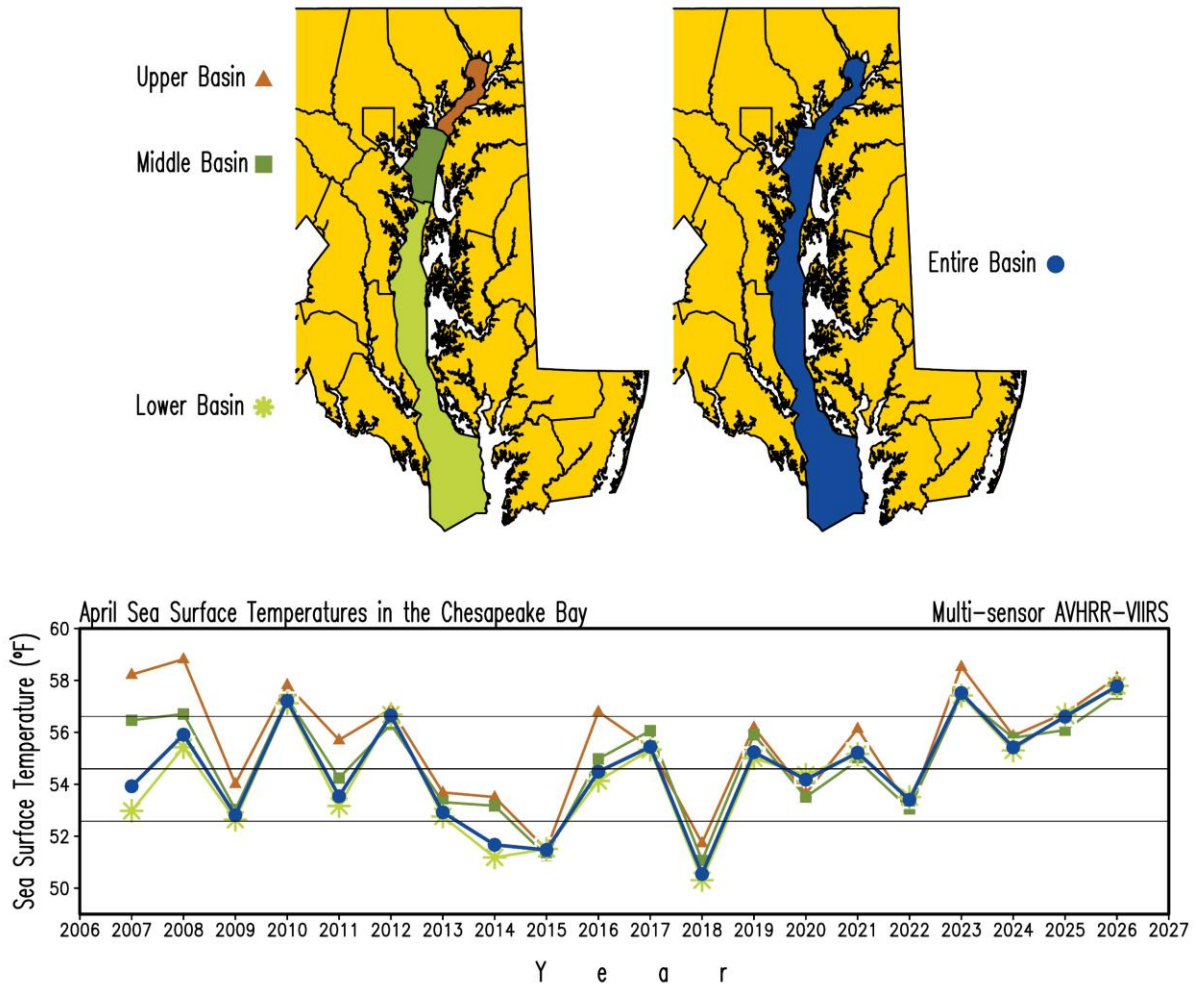 Upper Basin
Middle Basin
Lower Basin
Entire Basin
April Sea Surface Temperatures in the Chesapeake Bay
Multi-sensor AVHRR-VIIRS
Sea Surface Temperature (°F)
60
58
56
54
52
50
2006 2007 2008 2009 2010 2011 2012 2013 2014 2015 2016 2017 2018 2019 2020 2021 2022 2023 2024 2025 2026 2027
Y e a r